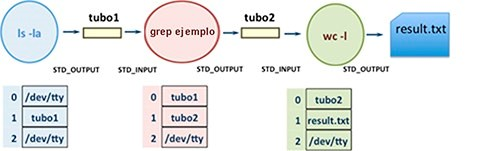 tubo1
tubo2
ls -la
grep ejemplo
wc -l
result.txt
STD_OUTPUT
STD_INPUT
STD_OUTPUT
STD_INPUT
STD_OUTPUT
0 /dev/tty
1 tubo1
2 /dev/tty
0 tubo1
1 tubo2
2 /dev/tty
0 tubo2
1 result.txt
2 /dev/tty